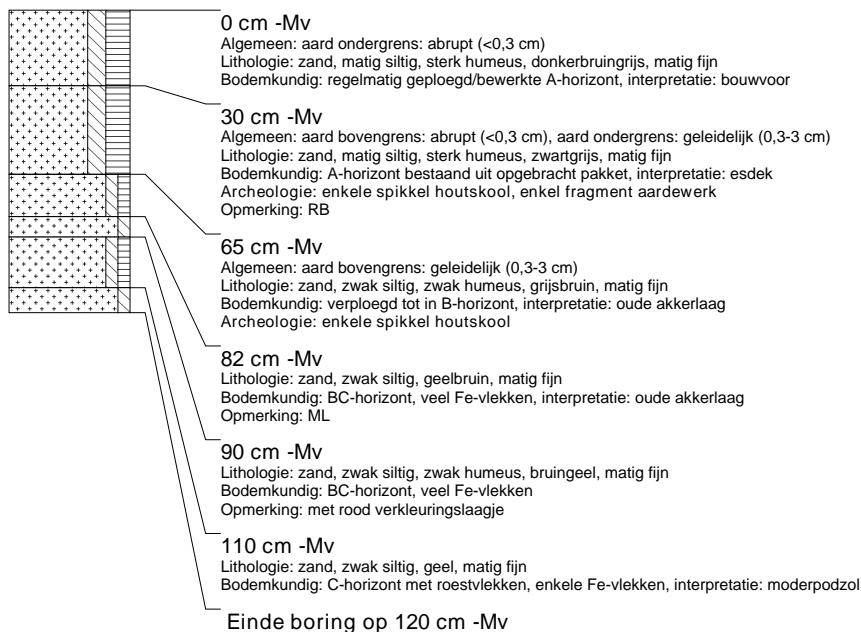 0 cm -Mv
Algemeen: aard ondergrens: abrupt (<0,3 cm)
Lithologie: zand, matig siltig, sterk humeus, donkerbruingrijs, matig fijn
Bodemkundig: regelmatig geploegd/bewerkte A-horizont, interpretatie: bouwvoor
30 cm -Mv
Algemeen: aard bovengrens: abrupt (<0,3 cm), aard ondergrens: geleidelijk (0,3-3 cm)
Lithologie: zand, matig siltig, sterk humeus, zwartgrijs, matig fijn
Bodemkundig: A-horizont bestaand uit opgebracht pakket, interpretatie: esdek
Archeologie: enkele spikkel houtskool, enkel fragment aardewerk
Opmerking: RB
65 cm -Mv
Algemeen: aard bovengrens: geleidelijk (0,3-3 cm)
Lithologie: zand, zwak siltig, zwak humeus, grijsbruin, matig fijn
Bodemkundig: verploegd tot in B-horizont, interpretatie: oude akkerlaag
Archeologie: enkele spikkel houtskool
82 cm -Mv
Lithologie: zand, zwak siltig, geelbruin, matig fijn
Bodemkundig: BC-horizont, veel Fe-vlekken, interpretatie: oude akkerlaag
Opmerking: ML
90 cm -Mv
Lithologie: zand, zwak siltig, zwak humeus, bruingeel, matig fijn
Bodemkundig: BC-horizont, veel Fe-vlekken
Opmerking: met rood verkleuringslaagje
110 cm -Mv
Lithologie: zand, zwak siltig, geel, matig fijn
Bodemkundig: C-horizont met roestvlekken, enkele Fe-vlekken, interpretatie: moderpodzol
Einde boring op 120 cm -Mv